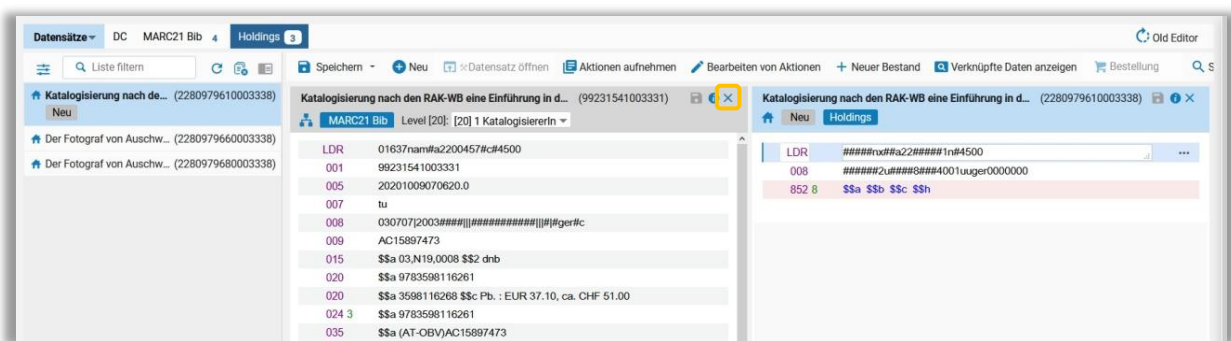 Datensätze DC MARC21 Bib 4 Holdings 3 Old Editor
Liste filtern Speichern Neu Datensatz öffnen Aktionen aufnehmen Bearbeiten von Aktionen Neuer Bestand Verknüpfte Daten anzeigen Bestellung S
Katalogisierung nach de... (2280979610003338)
Neu
Der Fotograf von Auschw... (2280979660003338)
Der Fotograf von Auschw... (2280979680003338)
Katalogisierung nach den RAK-WB eine Einführung in d... (99231541003331)
MARC21 Bib Level [20]: [20] 1 KatalogisiererIn
LDR 01637nam#a2200457#c#4500
001 99231541003331
005 20201009070620.0
007 tu
008 030707|2003####|||###########|||#|#ger#c
009 AC15897473
015 $$a 03,N19,0008 $$2 dnb
020 $$a 9783598116261
020 $$a 3598116268 $$c Pb. : EUR 37.10, ca. CHF 51.00
024 3 $$a 9783598116261
035 $$a (AT-OBV)AC15897473
Katalogisierung nach den RAK-WB eine Einführung in d... (2280979610003338)
Neu Holdings
LDR #####nx##a22#####1n#4500 ...
008 ######2u####8###4001uuger0000000
852 8 $$a $$b $$c $$h